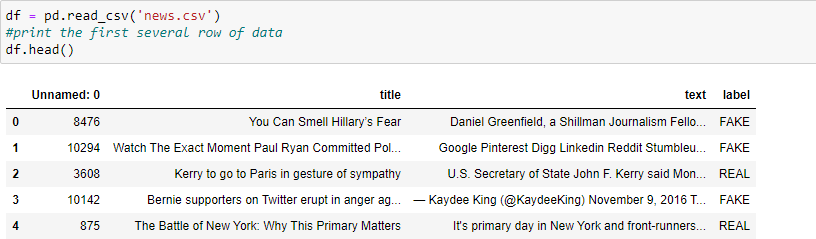 df = pd.read_csv('news.csv')
#print the first several row of data
df.head()
Unnamed: 0 title text label
0 8476 You Can Smell Hillary’s Fear Daniel Greenfield, a Shillman Journalism Fello... FAKE
1 10294 Watch The Exact Moment Paul Ryan Committed Pol... Google Pinterest Digg Linkedin Reddit Stumbleu... FAKE
2 3608 Kerry to go to Paris in gesture of sympathy U.S. Secretary of State John F. Kerry said Mon... REAL
3 10142 Bernie supporters on Twitter erupt in anger ag... — Kaydee King (@KaydeeKing) November 9, 2016 T... FAKE
4 875 The Battle of New York: Why This Primary Matters It's primary day in New York and front-runners... REAL